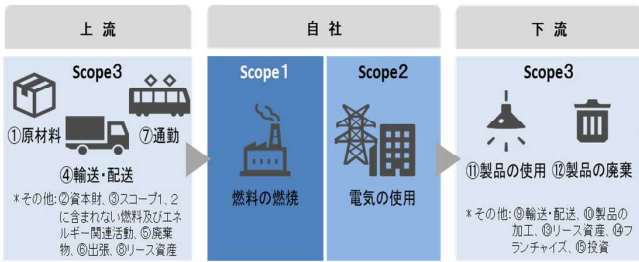 上流
自社
下流
Scope3
①原材料
⑦通勤
④輸送・配送
＊その他:②資本財、③スコープ1、2
に含まれない燃料及びエネ
ルギー関連活動、⑤廃棄
物、⑥出張、⑧リース資産
Scope1
燃料の燃焼
Scope2
電気の使用
Scope3
⑪製品の使用
⑫製品の廃棄
＊その他:⑨輸送・配送、⑩製品の
加工、⑬リース資産、⑭フ
ランチャイズ、⑮投資